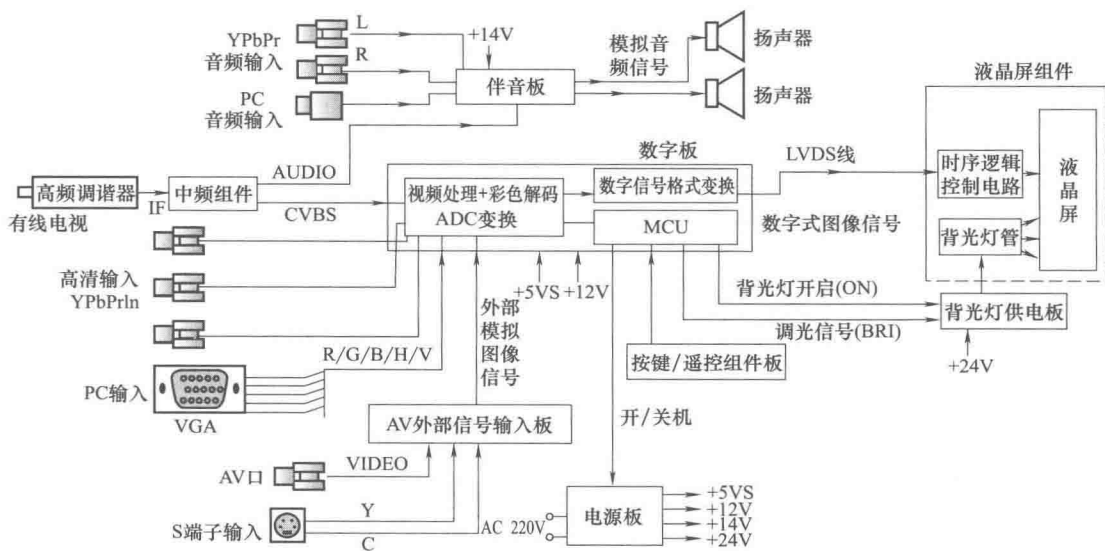 YPbPr
音频输入
L
R
PC
音频输入
+14V
伴音板
模拟音
频信号
扬声器
扬声器
液晶屏组件
时序逻辑
控制电路
液
晶
屏
背光灯管
LVDS线
数字式图像信号
数字板
视频处理+彩色解码
ADC变换
数字信号格式变换
MCU
AUDIO
CVBS
高频调谐器
有线电视
IF
中频组件
高清输入
YPbPrIn
+5VS
+12V
背光灯开启(ON)
调光信号(BRI)
背光灯供电板
+24V
外部
模拟
图像
信号
R/G/B/H/V
PC输入
VGA
按键/遥控组件板
开/关机
AV外部信号输入板
AV口
VIDEO
S端子输入
Y
C
AC 220V
电源板
+5VS
+12V
+14V
+24V